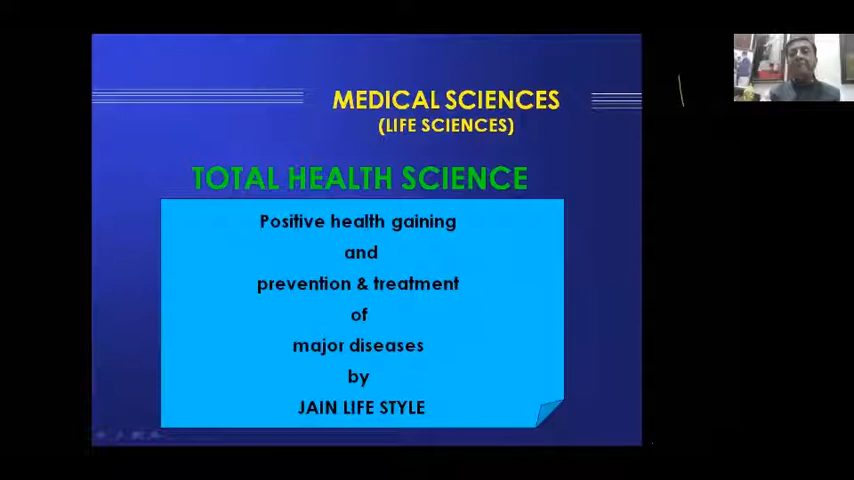 MEDICAL SCIENCES
(LIFE SCIENCES)
TOTAL HEALTH SCIENCE
Positive health gaining
and
prevention & treatment
of
major diseases
by
JAIN LIFE STYLE